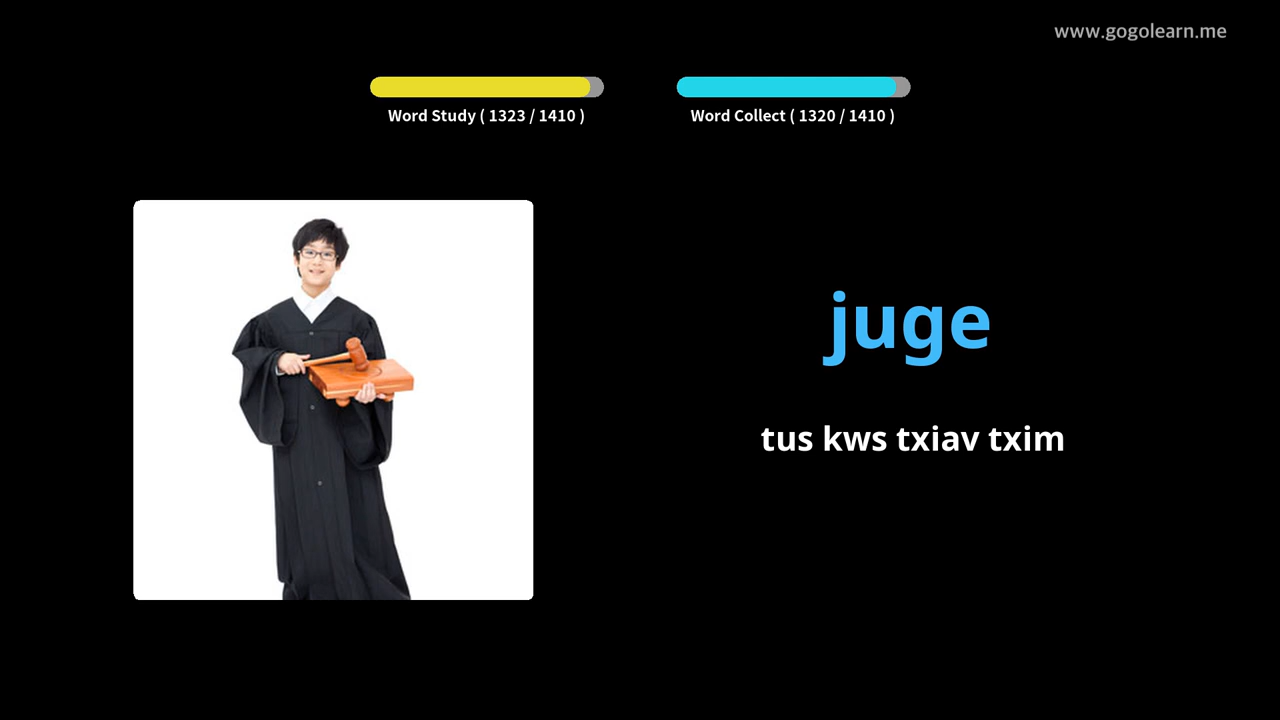 www.gogolearn.me
Word Study ( 1323 / 1410 )
Word Collect ( 1320 / 1410 )
juge
tus kws txiav txim